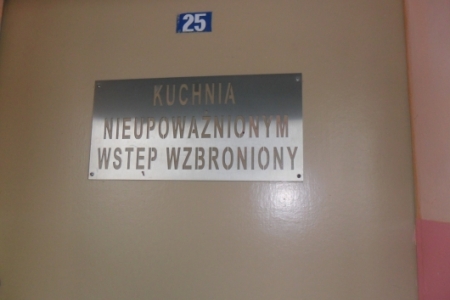 25
KUCHNIA
NIEUPOWAŻNIONYM
WSTĘP WZBRONIONY